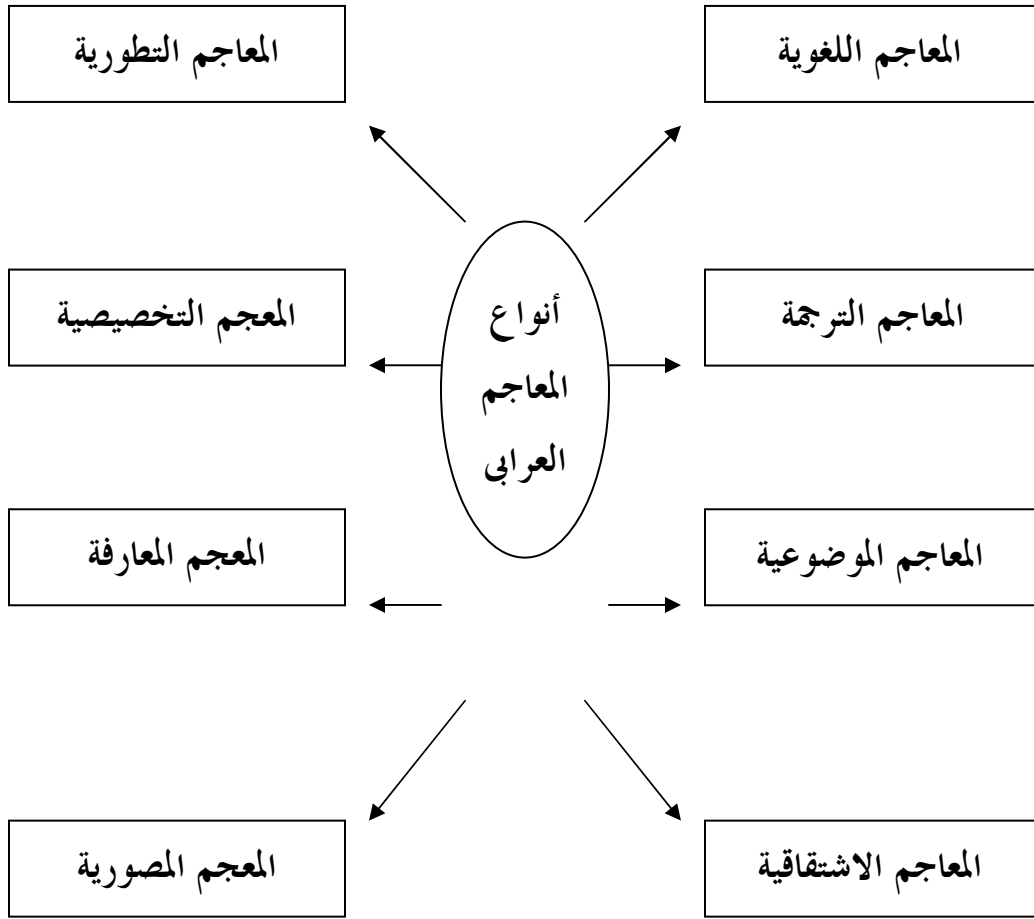 المعاجم اللغوية
المعاجم التطورية
أنواع
المعاجم
العرابى
المعاجم الترجمة
المعجم التخصيصية
المعاجم الموضوعية
المعجم المعارفة
المعاجم الاشتقاقية
المعجم المصورية